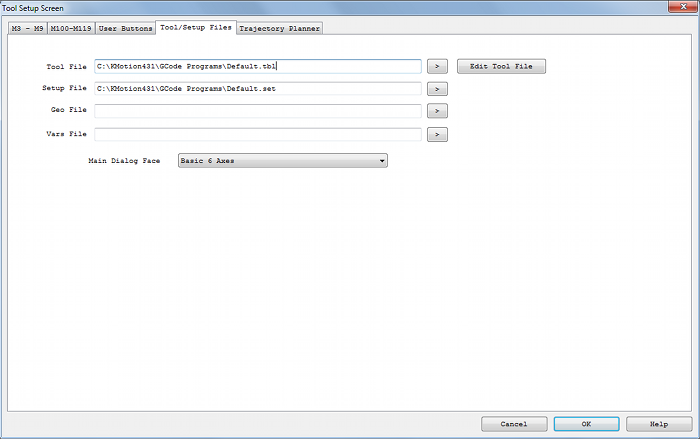 Tool Setup Screen
M3 - M9 M100-M119 User Buttons Tool/Setup Files Trajectory Planner
Tool File C:\KMotion431\GCode Programs\Default.tbl > Edit Tool File
Setup File C:\KMotion431\GCode Programs\Default.set >
Geo File >
Vars File >
Main Dialog Face Basic 6 Axes
Cancel OK Help